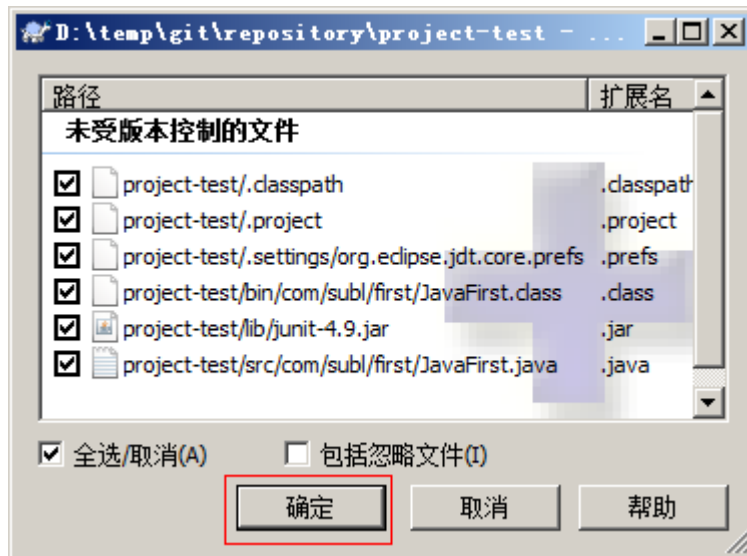 D:\temp\git\repository\project-test - ...
路径 扩展名
未受版本控制的文件
project-test/.classpath .classpath
project-test/.project .project
project-test/.settings/org.eclipse.jdt.core.prefs .prefs
project-test/bin/com/subl/first/JavaFirst.class .class
project-test/lib/junit-4.9.jar .jar
project-test/src/com/subl/first/JavaFirst.java .java
全选/取消(A) 包括忽略文件(I)
确定 取消 帮助